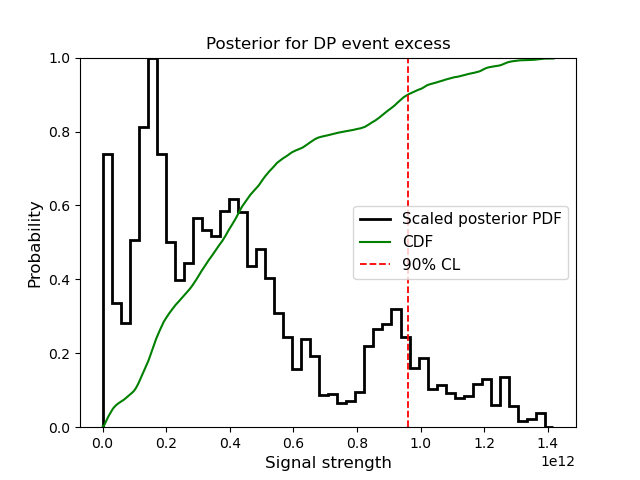 Posterior for DP event excess
Probability
1.0
0.8
0.6
0.4
0.2
0.0
Scaled posterior PDF
CDF
90% CL
0.0 0.2 0.4 0.6 0.8 1.0 1.2 1.4
1e12
Signal strength